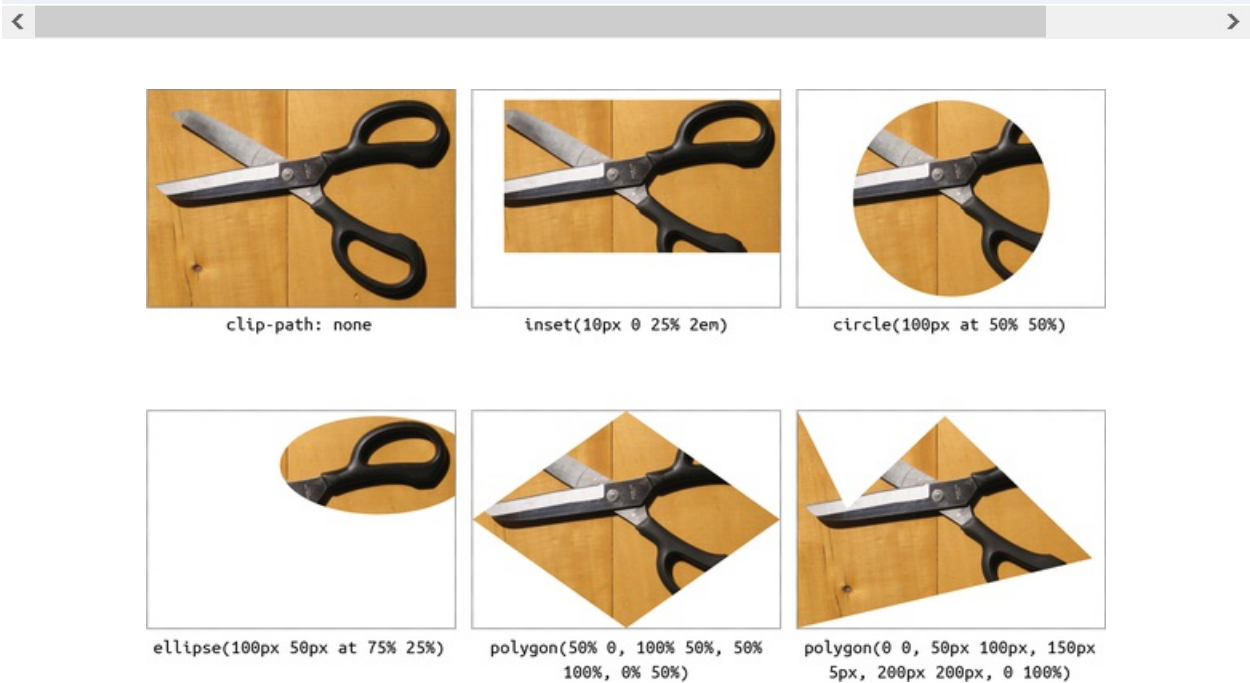 clip-path: none
inset(10px 0 25% 2em)
circle(100px at 50% 50%)
ellipse(100px 50px at 75% 25%)
polygon(50% 0, 100% 50%, 50%
100%, 0% 50%)
polygon(0 0, 50px 100px, 150px
5px, 200px 200px, 0 100%)